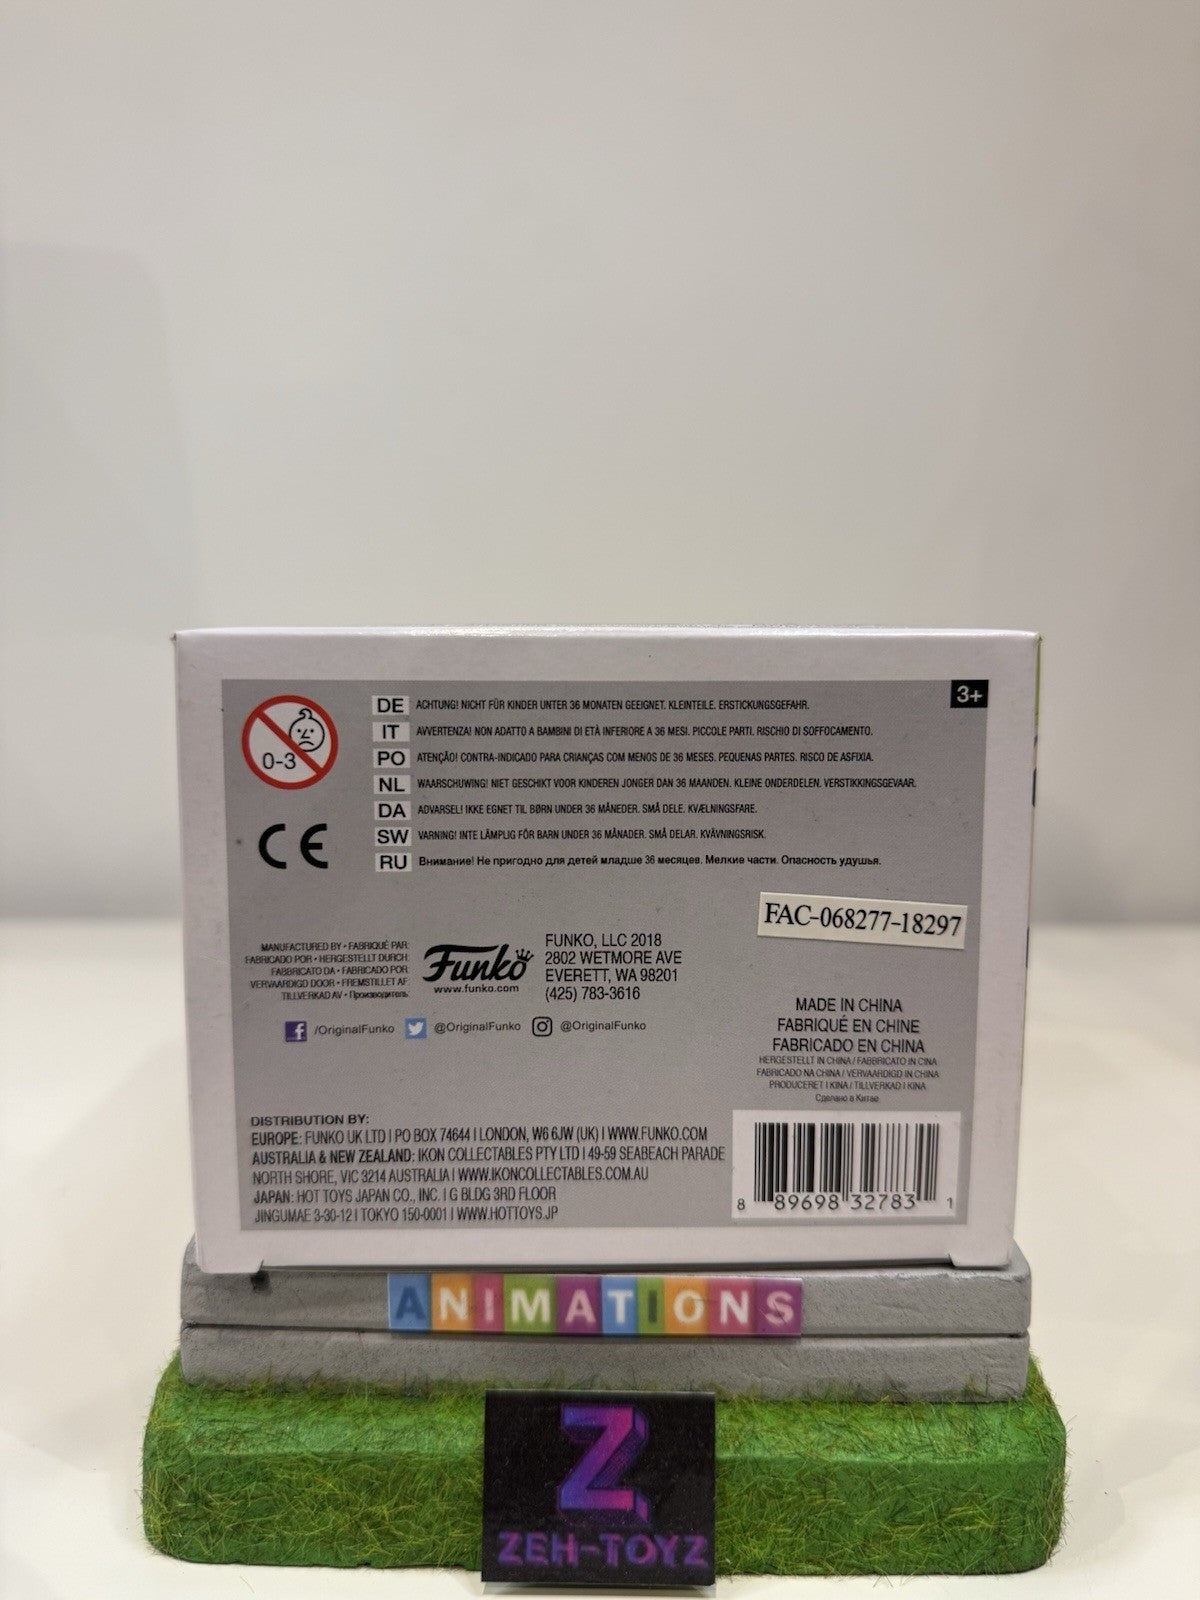 3+
0-3
DE ACHTUNG! NICHT FÜR KINDER UNTER 36 MONATEN GEEIGNET. KLEINTEILE. ERSTICKUNGSGEFAHR.
IT AVVERTENZA! NON ADATTO A BAMBINI DI ETÀ INFERIORE A 36 MESI. PICCOLE PARTI. RISCHIO DI SOFFOCAMENTO.
PO ATENÇÃO! CONTRA-INDICADO PARA CRIANÇAS COM MENOS DE 36 MESES. PEQUENAS PARTES. RISCO DE ASFIXIA.
NL WAARSCHUWING! NIET GESCHIKT VOOR KINDEREN JONGER DAN 36 MAANDEN. KLEINE ONDERDELEN. VERSTIKKINGSGEVAAR.
DA ADVARSEL! IKKE EGNET TIL BØRN UNDER 36 MÅNEDER. SMÅ DELE. KVÆLNINGSFARE.
SW VARNING! INTE LÄMPLIG FÖR BARN UNDER 36 MÅNADER. SMÅ DELAR. KVÄVNINGSRISK.
RU Внимание! Не пригодно для детей младше 36 месяцев. Мелкие части. Опасность удушья.
CE
FAC-068277-18297
MANUFACTURED BY • FABRIQUÉ PAR:
FABRICADO POR • HERGESTELLT DURCH:
FABBRICATO DA • FABRICADO POR:
VERVAARDIGD DOOR • FREMSTILLET AF:
TILLVERKAD AV • Производитель:
Funko
www.funko.com
FUNKO, LLC 2018
2802 WETMORE AVE
EVERETT, WA 98201
(425) 783-3616
/OriginalFunko @OriginalFunko @OriginalFunko
MADE IN CHINA
FABRIQUÉ EN CHINE
FABRICADO EN CHINA
HERGESTELLT IN CHINA / FABBRICATO IN CINA
FABRICADO NA CHINA / VERVAARDIGD IN CHINA
PRODUCERET I KINA / TILLVERKAD I KINA
Сделано в Китае
DISTRIBUTION BY:
EUROPE: FUNKO UK LTD | PO BOX 74644 | LONDON, W6 6JW (UK) | WWW.FUNKO.COM
AUSTRALIA & NEW ZEALAND: IKON COLLECTABLES PTY LTD | 49-59 SEABEACH PARADE
NORTH SHORE, VIC 3214 AUSTRALIA | WWW.IKONCOLLECTABLES.COM.AU
JAPAN: HOT TOYS JAPAN CO., INC. | G BLDG 3RD FLOOR
JINGUMAE 3-30-12 | TOKYO 150-0001 | WWW.HOTTOYS.JP
8 89698 32783 1
ANIMATIONS
Z
ZEH-TOYZ